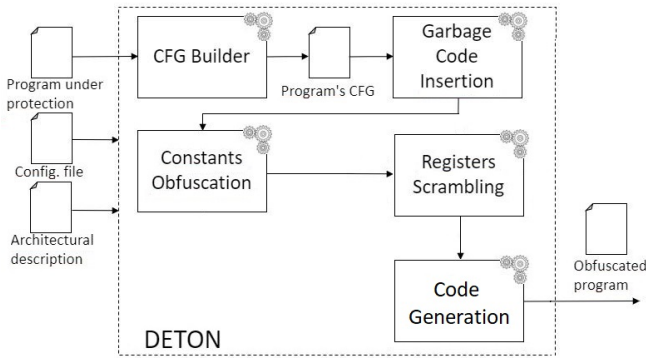 CFG Builder
Garbage
Code
Insertion
Program under
protection
Program's CFG
Config. file
Constants
Obfuscation
Registers
Scrambling
Architectural
description
Obfuscated
program
Code
Generation
DETON